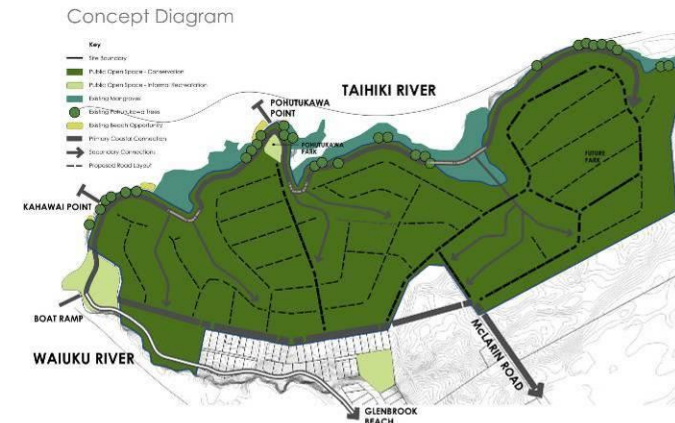 Concept Diagram
Key
Site Boundary
Public Open Space - Conservation
Public Open Space - Informal Recreation
Existing Mangroves
Existing Pohutukawa Trees
Existing Beach Opportunity
Primary Coastal Connection
Secondary Connections
Proposed Road Layout
TAIHIKI RIVER
POHUTUKAWA
POINT
POHUTUKAWA
PARK
FUTURE
PARK
KAHAWAI POINT
BOAT RAMP
WAIUKU RIVER
McLARIN ROAD
GLENBROOK
BEACH